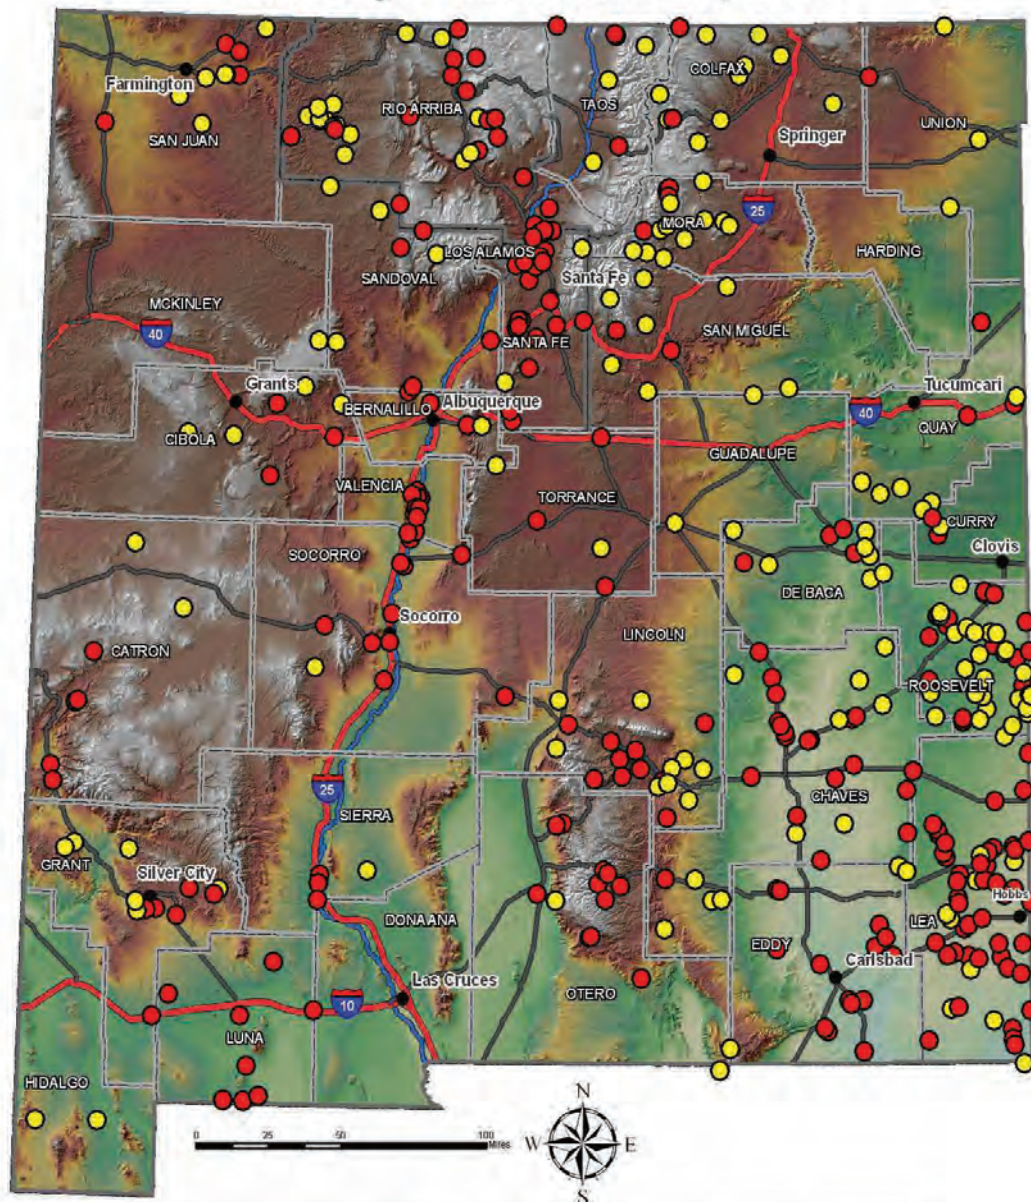 COLFAX
Farmington
RIO ARRIBA
TAOS
SAN JUAN
Springer
UNION
25
MORA
LOS ALAMOS
HARDING
SANDOVAL
Santa Fe
MCKINLEY
40
SANTA FE
SAN MIGUEL
Grants
Tucumcari
BERNALILLO
Albuquerque
40
QUAY
CIBOLA
GUADALUPE
VALENCIA
TORRANCE
CURRY
SOCORRO
Clovis
DE BACA
Socorro
LINCOLN
CATRON
ROOSEVELT
25
CHAVES
SIERRA
GRANT
Silver City
Hobbs
DONA ANA
LEA
EDDY
Carlsbad
Las Cruces
OTERO
10
LUNA
HIDALGO
N
0 25 50 100
Miles
W E
S